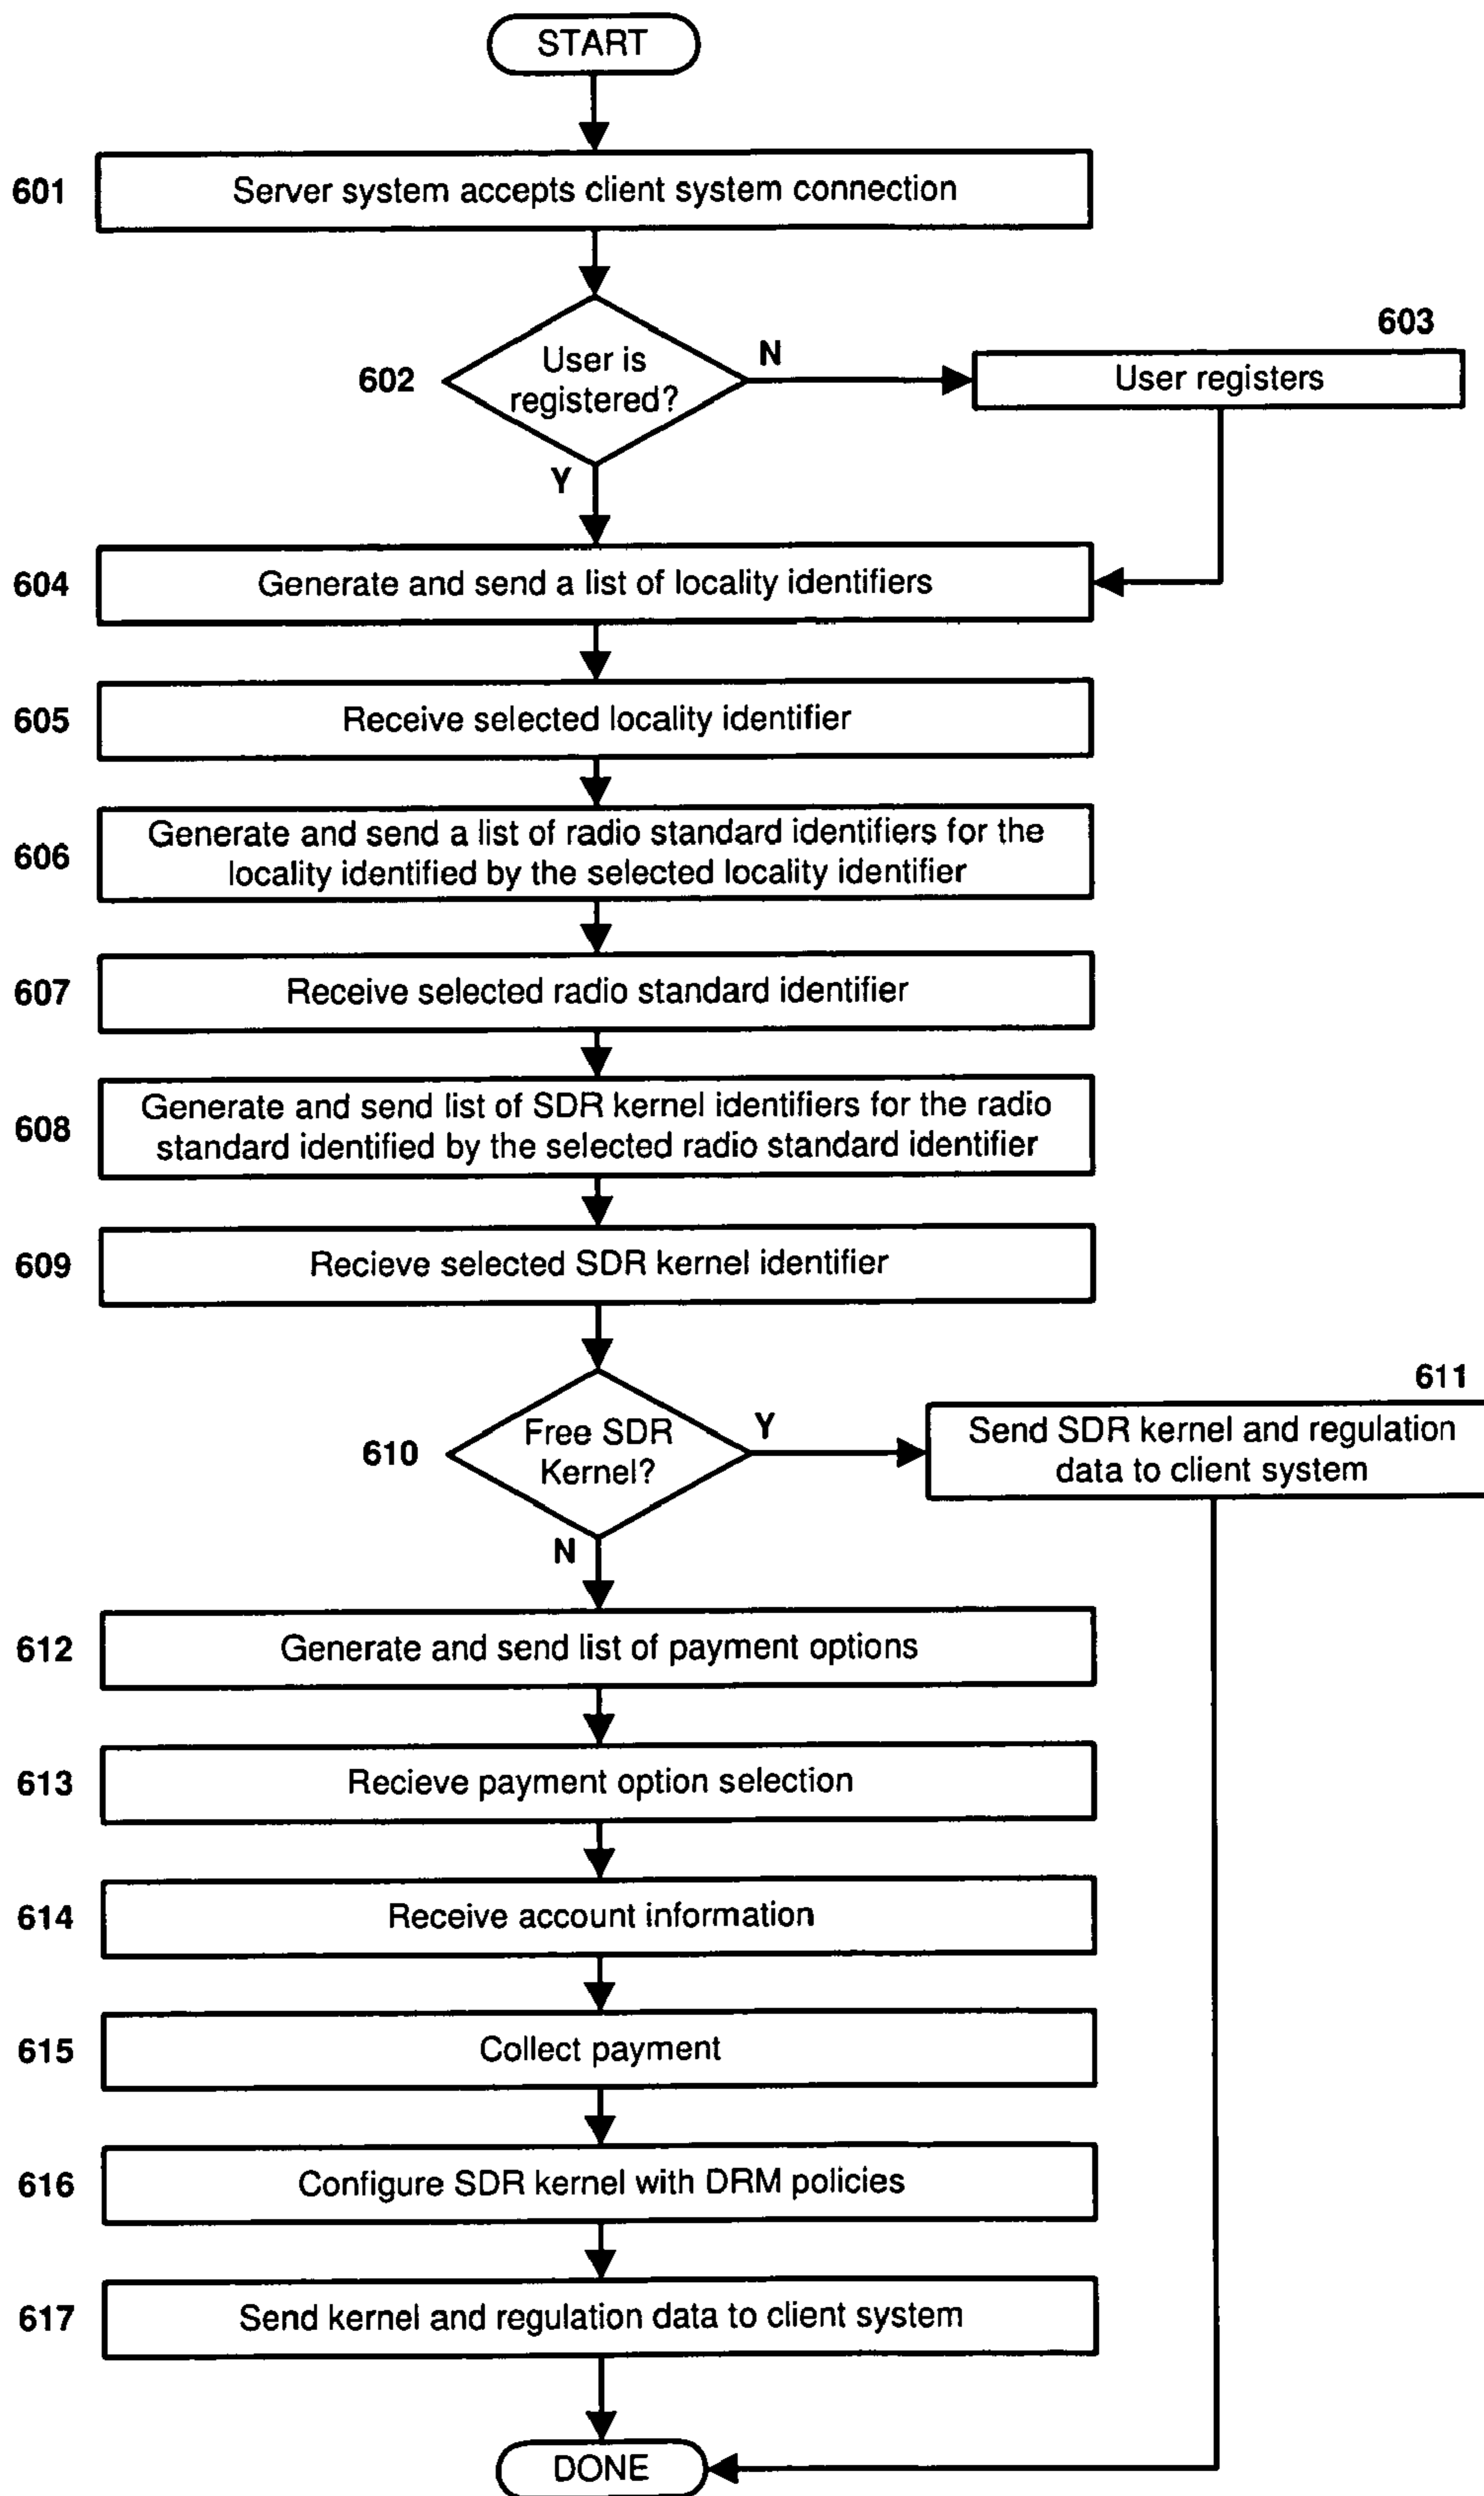 START
601
Server system accepts client system connection
602
User is
registered?
N
603
User registers
Y
604
Generate and send a list of locality identifiers
605
Receive selected locality identifier
606
Generate and send a list of radio standard identifiers for the
locality identified by the selected locality identifier
607
Receive selected radio standard identifier
608
Generate and send list of SDR kernel identifiers for the radio
standard identified by the selected radio standard identifier
609
Recieve selected SDR kernel identifier
610
Free SDR
Kernel?
Y
611
Send SDR kernel and regulation
data to client system
N
612
Generate and send list of payment options
613
Recieve payment option selection
614
Receive account information
615
Collect payment
616
Configure SDR kernel with DRM policies
617
Send kernel and regulation data to client system
DONE